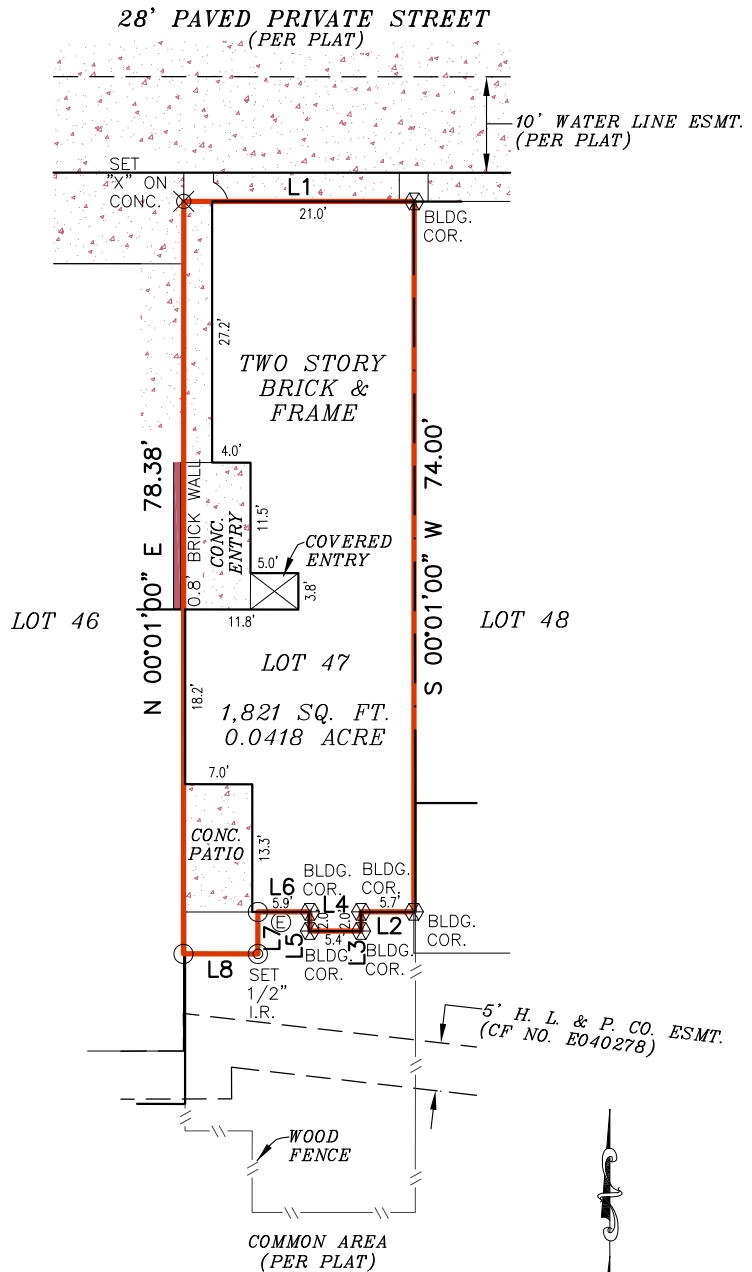 28' PAVED PRIVATE STREET
(PER PLAT)
10' WATER LINE ESMT.
(PER PLAT)
SET
"X" ON
CONC.
L1
21.0'
BLDG.
COR.
27.2'
TWO STORY
BRICK &
FRAME
4.0'
N 00°01'00" E 78.38'
0.8' BRICK WALL
CONC.
ENTRY
11.5'
COVERED
ENTRY
5.0'
3.8'
11.8'
S 00°01'00" W 74.00'
LOT 46
LOT 48
LOT 47
18.2'
1,821 SQ. FT.
0.0418 ACRE
7.0'
CONC.
PATIO
13.3'
BLDG.
COR.
BLDG.
COR.
L6
5.9'
L4
5.7'
L2
E
L7
L5
2.0'
2.0'
5.4'
L3
BLDG.
COR.
BLDG.
COR.
BLDG.
COR.
L8
SET
1/2"
I.R.
5' H. L. & P. CO. ESMT.
(CF NO. E040278)
WOOD
FENCE
COMMON AREA
(PER PLAT)